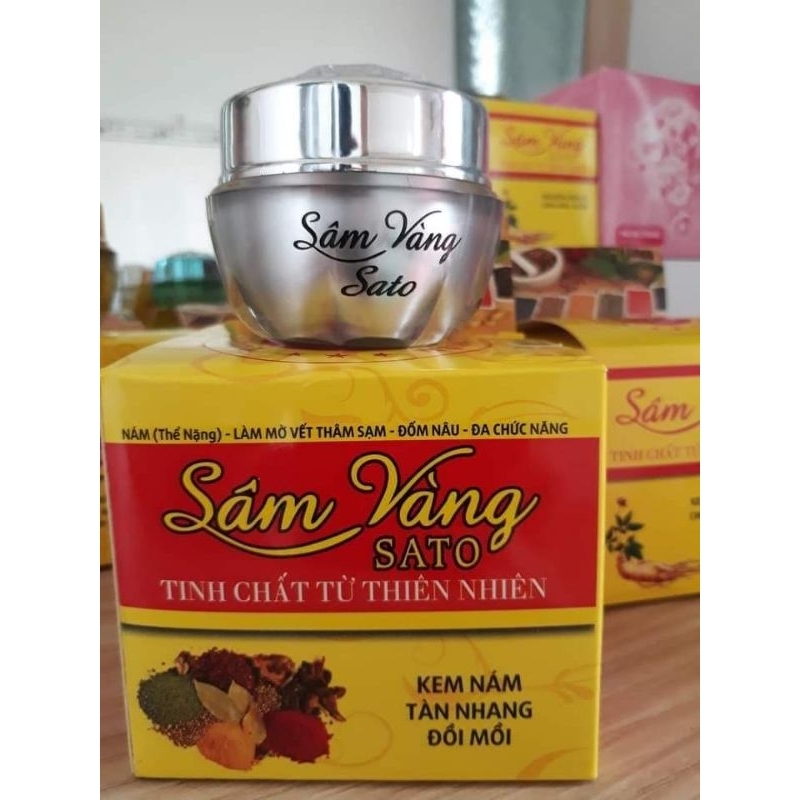 Sâm Vàng
Sato
NÁM (Thể Nặng) - LÀM MỜ VẾT THÂM SẠM - ĐỐM NÂU - ĐA CHỨC NĂNG
Sâm Vàng
SATO
TINH CHẤT TỪ THIÊN NHIÊN
KEM NÁM
TÀN NHANG
ĐỒI MỒI
Sâm Vàng
Sâm
TINH CHẤT TỪ